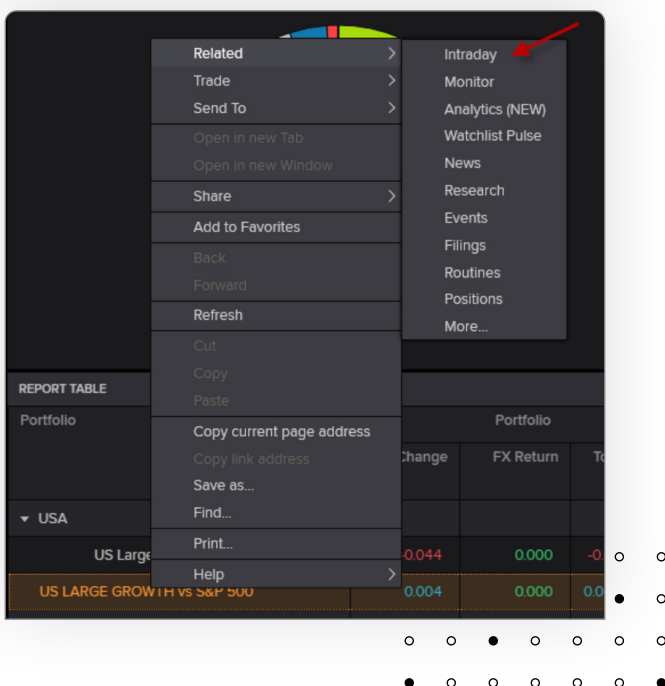 Related
Trade
Send To
Open in new Tab
Open in new Window
Share
Add to Favorites
Back
Forward
Refresh
Cut
Copy
Paste
Copy current page address
Copy link address
Save as...
Find...
Print...
Help
Intraday
Monitor
Analytics (NEW)
Watchlist Pulse
News
Research
Events
Filings
Routines
Positions
More...
REPORT TABLE
Portfolio Portfolio
Change FX Return
USA
US Large -0.044 0.000 -0.
US LARGE GROWTH vs S&P 500 0.004 0.000 0.0